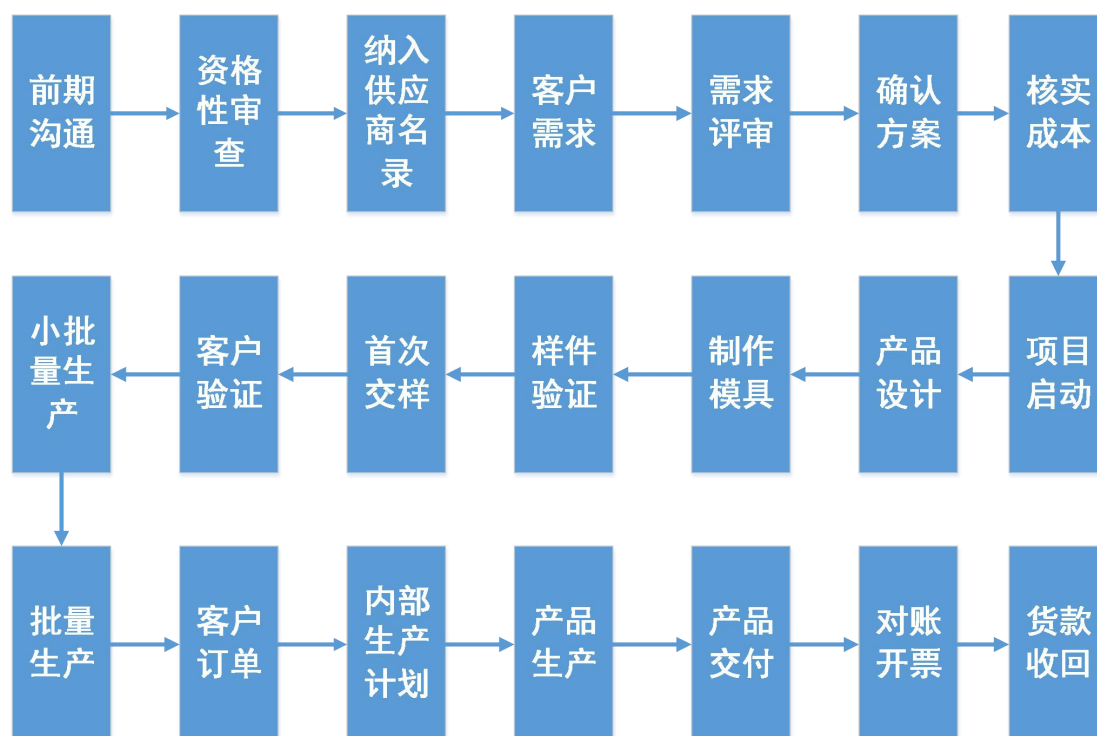 前期
沟通
资格
性审
查
纳入
供应
商名
录
客户
需求
需求
评审
确认
方案
核实
成本
项目
启动
产品
设计
制作
模具
样件
验证
首次
交样
客户
验证
小批
量生
产
批量
生产
客户
订单
内部
生产
计划
产品
生产
产品
交付
对账
开票
货款
收回